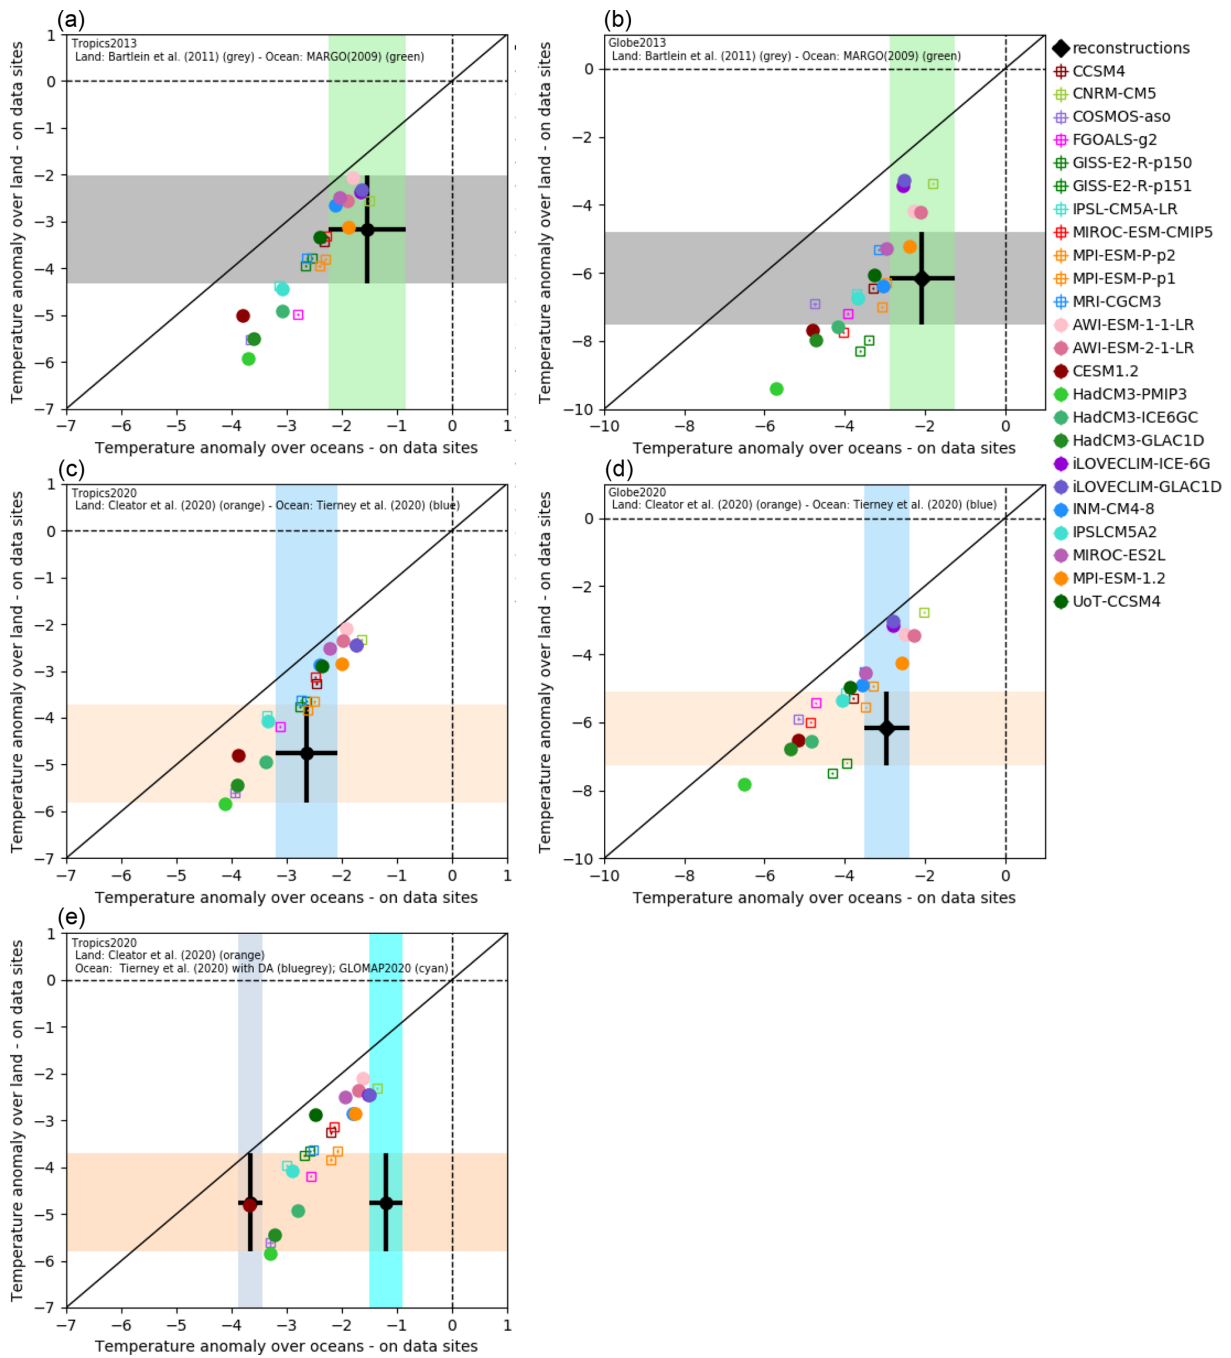 (a)
Tropics2013
Land: Bartlein et al. (2011) (grey) - Ocean: MARGO(2009) (green)
1
0
−1
−2
−3
−4
−5
−6
−7
Temperature anomaly over land - on data sites
−7 −6 −5 −4 −3 −2 −1 0 1
Temperature anomaly over oceans - on data sites
(b)
Globe2013
Land: Bartlein et al. (2011) (grey) - Ocean: MARGO(2009) (green)
0
−2
−4
−6
−8
−10
Temperature anomaly over land - on data sites
−10 −8 −6 −4 −2 0
Temperature anomaly over oceans - on data sites
reconstructions
CCSM4
CNRM-CM5
COSMOS-aso
FGOALS-g2
GISS-E2-R-p150
GISS-E2-R-p151
IPSL-CM5A-LR
MIROC-ESM-CMIP5
MPI-ESM-P-p2
MPI-ESM-P-p1
MRI-CGCM3
AWI-ESM-1-1-LR
AWI-ESM-2-1-LR
CESM1.2
HadCM3-PMIP3
HadCM3-ICE6GC
HadCM3-GLAC1D
iLOVECLIM-ICE-6G
iLOVECLIM-GLAC1D
INM-CM4-8
IPSLCM5A2
MIROC-ES2L
MPI-ESM-1.2
UoT-CCSM4
(c)
Tropics2020
Land: Cleator et al. (2020) (orange) - Ocean: Tierney et al. (2020) (blue)
1
0
−1
−2
−3
−4
−5
−6
−7
Temperature anomaly over land - on data sites
−7 −6 −5 −4 −3 −2 −1 0 1
Temperature anomaly over oceans - on data sites
(d)
Globe2020
Land: Cleator et al. (2020) (orange) - Ocean: Tierney et al. (2020) (blue)
0
−2
−4
−6
−8
−10
Temperature anomaly over land - on data sites
−10 −8 −6 −4 −2 0
Temperature anomaly over oceans - on data sites
(e)
Tropics2020
Land: Cleator et al. (2020) (orange)
Ocean: Tierney et al. (2020) with DA (bluegrey); GLOMAP2020 (cyan)
1
0
−1
−2
−3
−4
−5
−6
−7
Temperature anomaly over land - on data sites
−7 −6 −5 −4 −3 −2 −1 0 1
Temperature anomaly over oceans - on data sites